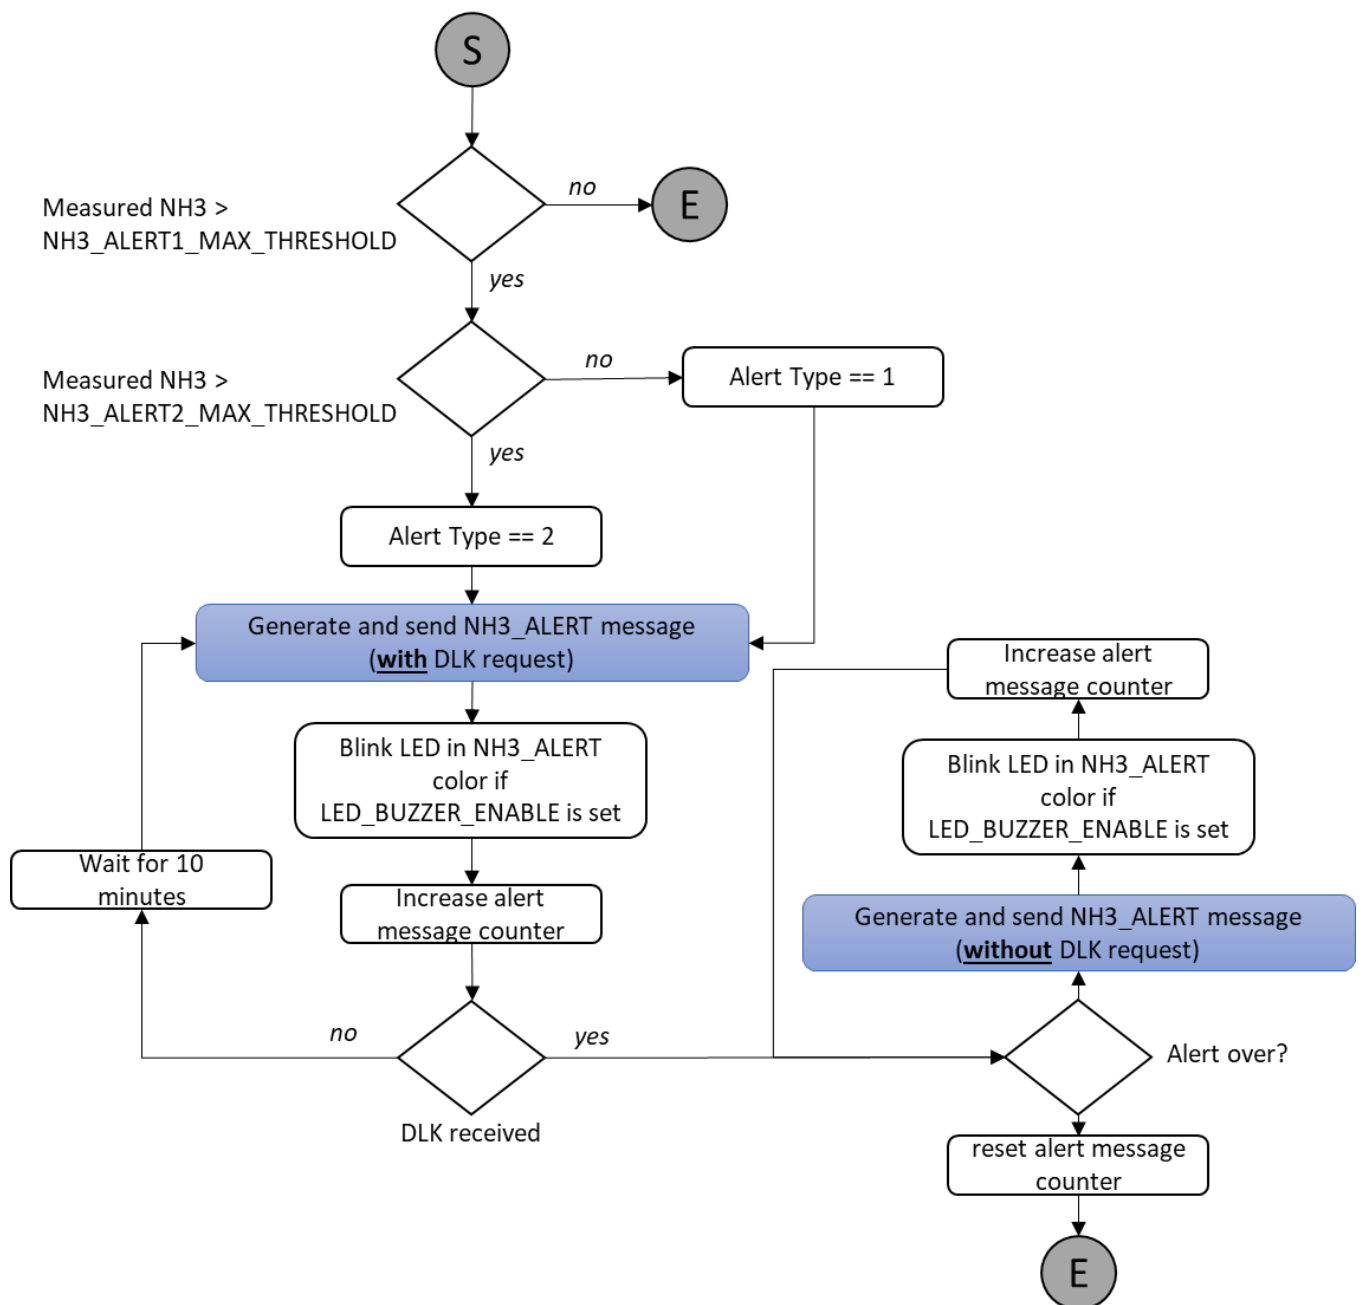 S
Measured NH3 >
NH3_ALERT1_MAX_THRESHOLD
no
E
yes
Measured NH3 >
NH3_ALERT2_MAX_THRESHOLD
no
Alert Type == 1
yes
Alert Type == 2
Generate and send NH3_ALERT message
(with DLK request)
Blink LED in NH3_ALERT
color if
LED_BUZZER_ENABLE is set
Wait for 10
minutes
Increase alert
message counter
no
yes
DLK received
Increase alert
message counter
Blink LED in NH3_ALERT
color if
LED_BUZZER_ENABLE is set
Generate and send NH3_ALERT message
(without DLK request)
Alert over?
reset alert message
counter
E